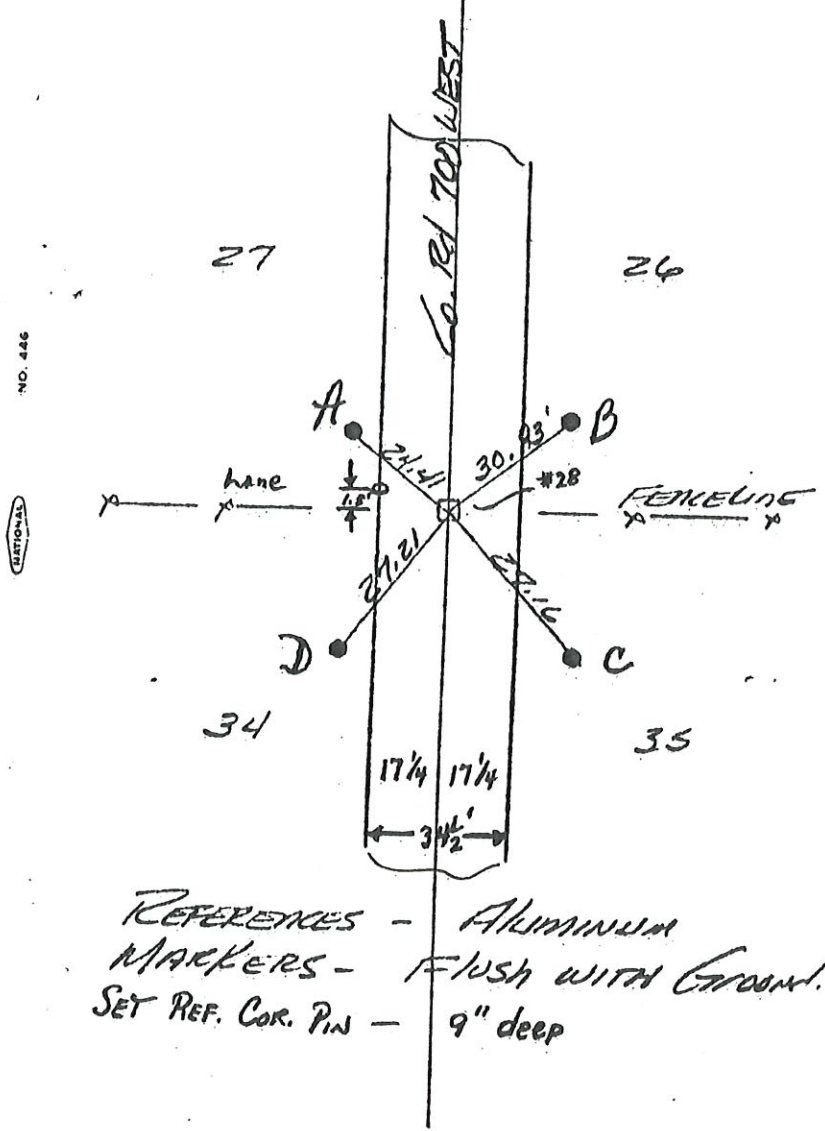 Co. Rd 700 WEST
27
26
NO. 446
A
B
24.41
30.93'
#28
Lane
1.5'
FENCELINE
NATIONAL
27.21
D
C
34
35
17¼ 17¼
34½'
REFERENCES - ALUMINUM
MARKERS - FLUSH WITH GROUND.
SET REF. COR. PIN - 9" deep